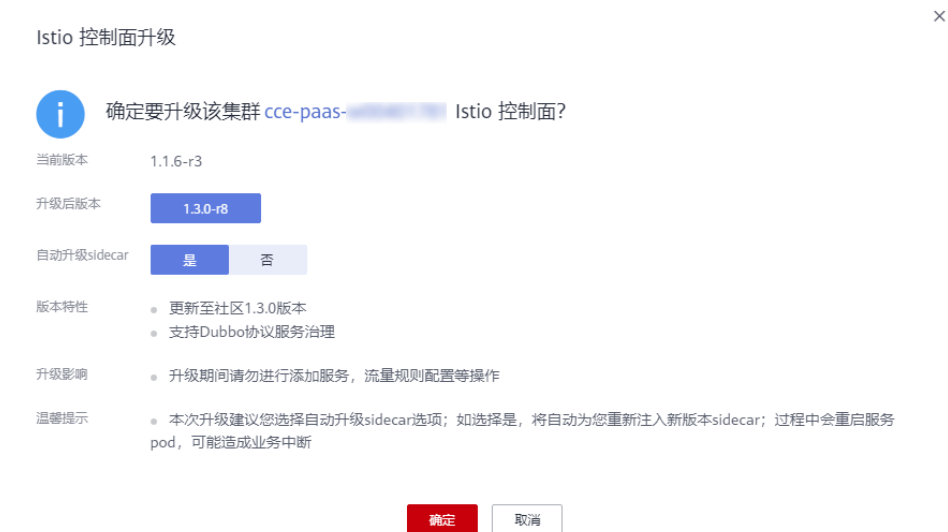 Istio 控制面升级
确定要升级该集群 cce-paas- Istio 控制面？
当前版本 1.1.6-r3
升级后版本 1.3.0-r8
自动升级sidecar 是 否
版本特性 更新至社区1.3.0版本
支持Dubbo协议服务治理
升级影响 升级期间请勿进行添加服务，流量规则配置等操作
温馨提示 本次升级建议您选择自动升级sidecar选项；如选择是，将自动为您重新注入新版本sidecar；过程中会重启服务
pod，可能造成业务中断
确定 取消